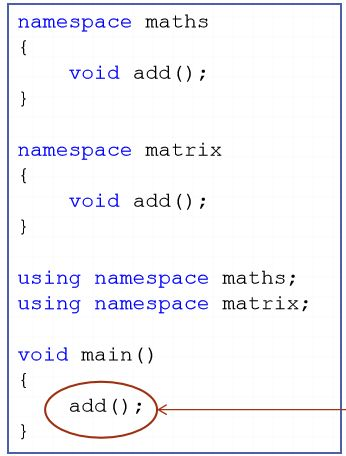 namespace maths
{
    void add();
}
namespace matrix
{
    void add();
}
using namespace maths;
using namespace matrix;
void main()
{
    add();
}